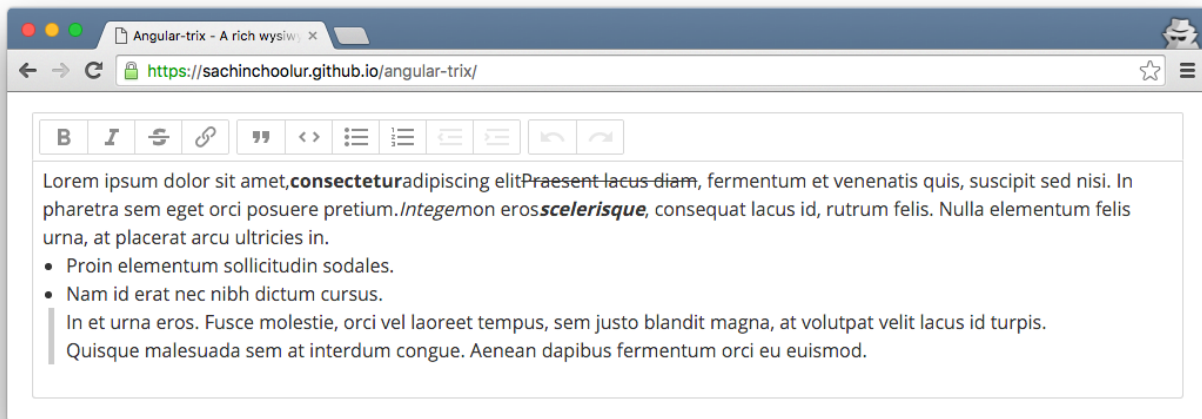 Angular-trix - A rich wysiwy
https://sachinchoolur.github.io/angular-trix/
Lorem ipsum dolor sit amet,consecteturadipiscing elitPraesent lacus diam, fermentum et venenatis quis, suscipit sed nisi. In
pharetra sem eget orci posuere pretium.Integemon erosscelerisque, consequat lacus id, rutrum felis. Nulla elementum felis
urna, at placerat arcu ultricies in.
• Proin elementum sollicitudin sodales.
• Nam id erat nec nibh dictum cursus.
In et urna eros. Fusce molestie, orci vel laoreet tempus, sem justo blandit magna, at volutpat velit lacus id turpis.
Quisque malesuada sem at interdum congue. Aenean dapibus fermentum orci eu euismod.